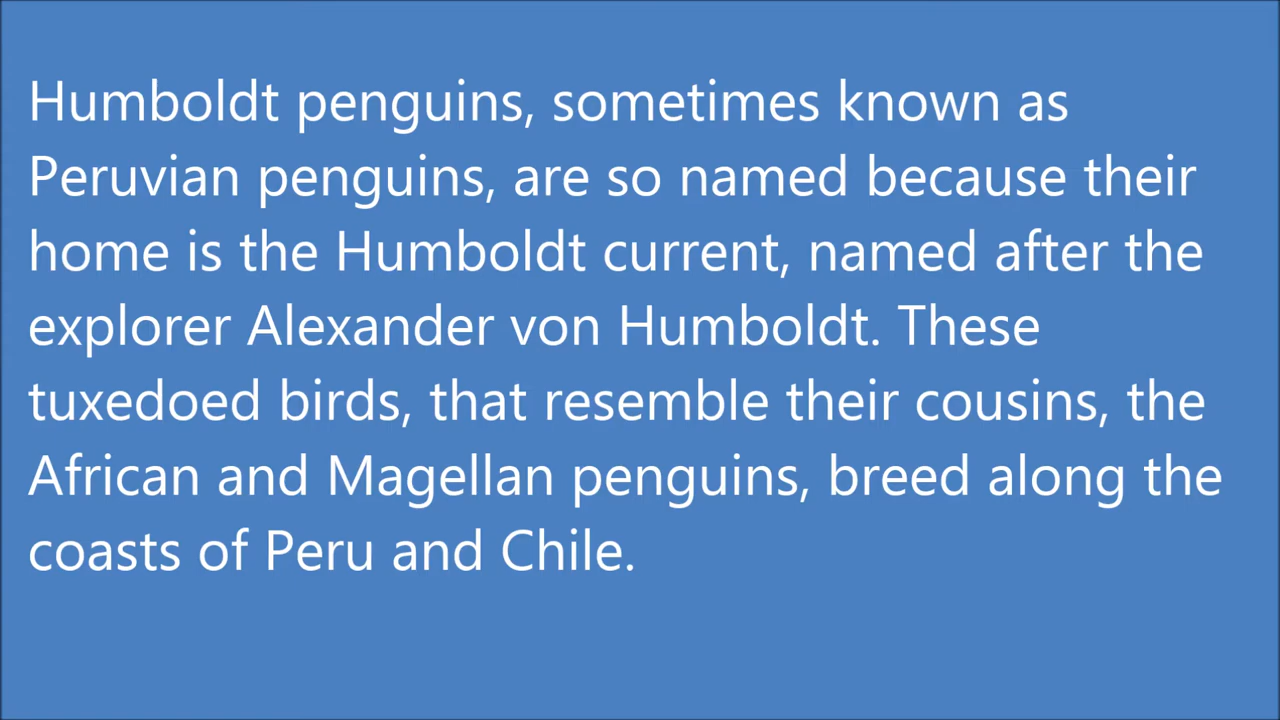 Humboldt penguins, sometimes known as
Peruvian penguins, are so named because their
home is the Humboldt current, named after the
explorer Alexander von Humboldt. These
tuxedoed birds, that resemble their cousins, the
African and Magellan penguins, breed along the
coasts of Peru and Chile.